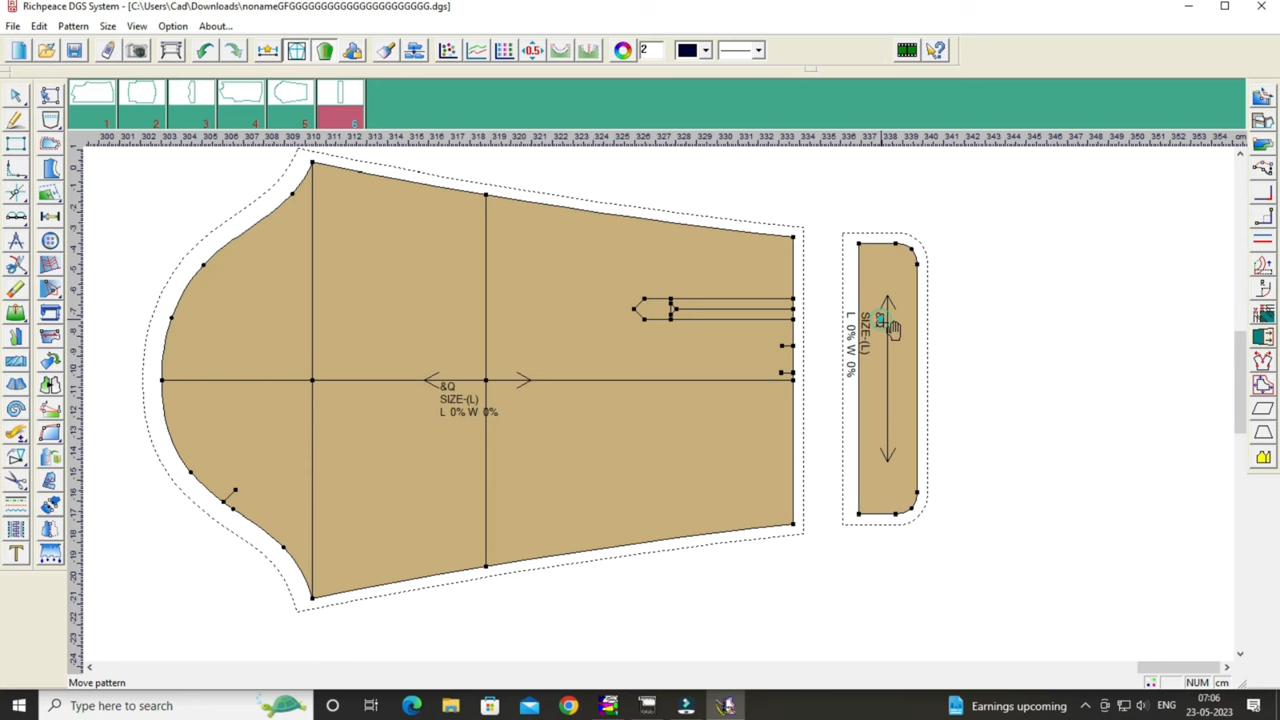 Richpeace DGS System - [C:\Users\Cad\Downloads\nonameGFGGGGGGGGGGGGGGGGGGGGG.dgs]
File Edit Pattern Size View Option About...
0.5 2
1 2 3 4 5 6
300 301 302 303 304 305 306 307 308 309 310 311 312 313 314 315 316 317 318 319 320 321 322 323 324 325 326 327 328 329 330 331 332 333 334 335 336 337 338 339 340 341 342 343 344 345 346 347 348 349 350 351 352 353 354 cm
&Q
SIZE-(L)
L 0% W 0%
&Q
SIZE-(L)
L 0% W 0%
Move pattern
NUM cm
Type here to search
Earnings upcoming
ENG
07:06
23-05-2023